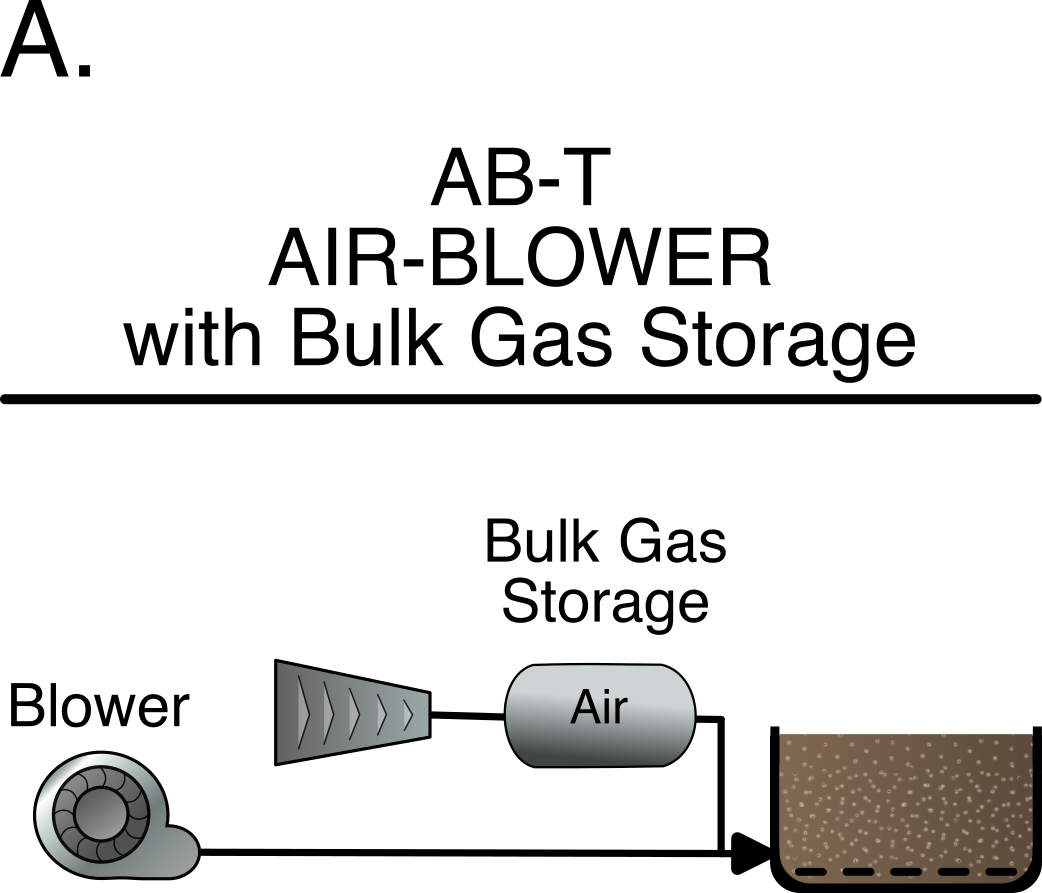 A.
AB-T
AIR-BLOWER
with Bulk Gas Storage
Bulk Gas
Storage
Blower
Air